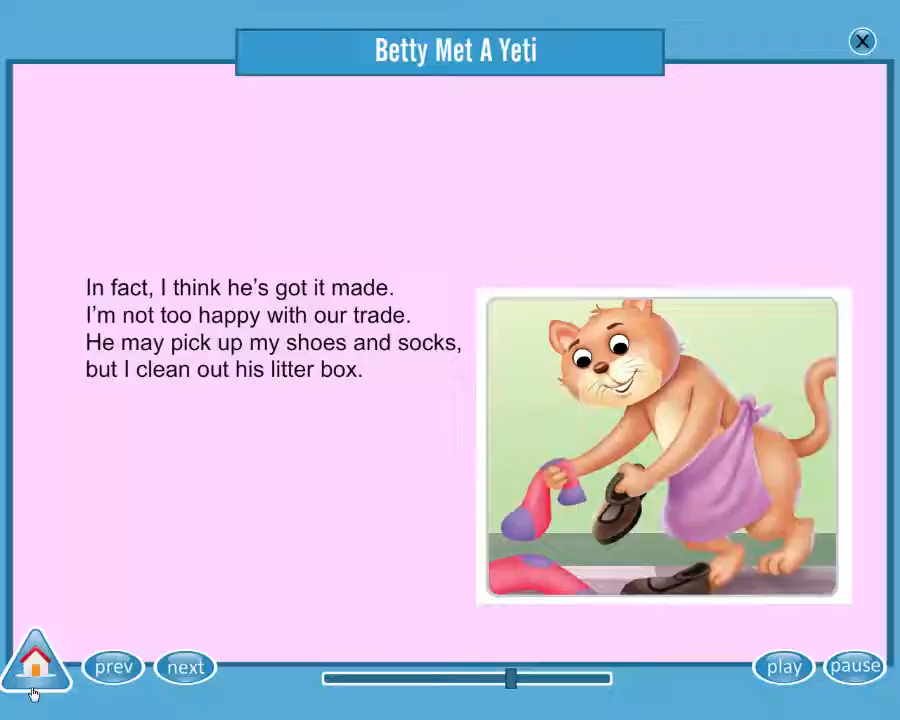 Betty Met A Yeti
In fact, I think he’s got it made.
I’m not too happy with our trade.
He may pick up my shoes and socks,
but I clean out his litter box.
prev
next
play
pause